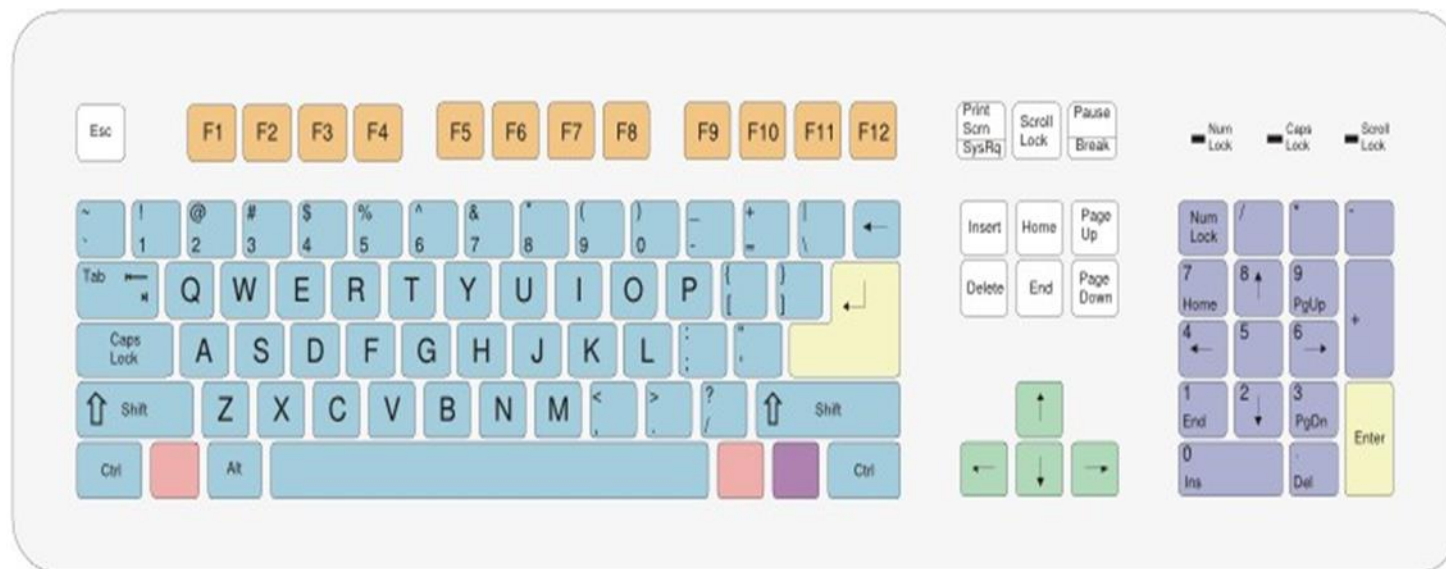 Esc F1 F2 F3 F4 F5 F6 F7 F8 F9 F10 F11 F12
Print
Scrn
SysRq
Scroll
Lock
Pause
Break
Num
Lock
Caps
Lock
Scroll
Lock
~ ! @ # $ % ^ & * ( ) _ + |
` 1 2 3 4 5 6 7 8 9 0 - = \ ←
Insert Home Page
Up
Num
Lock
/ * -
Tab Q W E R T Y U I O P { }
[ ]
Delete End Page
Down
7 8 ↑ 9
Home PgUp
+
Caps
Lock
A S D F G H J K L : "
; '
4 ← 5 6 →
⇧ Shift Z X C V B N M < > ?
, . /
⇧ Shift
↑
1 2 ↓ 3
End PgDn
Enter
Ctrl Alt Ctrl
← ↓ →
0 .
Ins Del